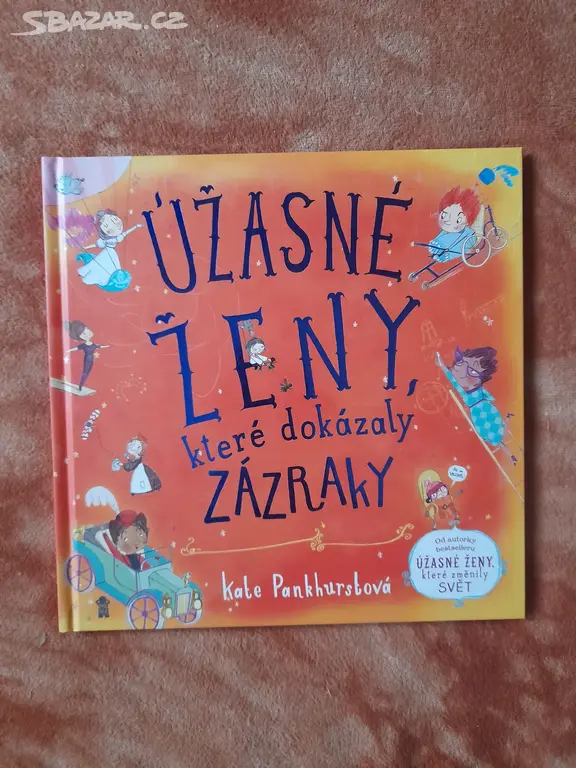 SBAZAR.CZ
ÚŽASNÉ
ŽENY,
které dokázaly
ZÁZRAKY
Od autorky
bestselleru
ÚŽASNÉ ŽENY,
které změnily
SVĚT
Kate Pankhurstová